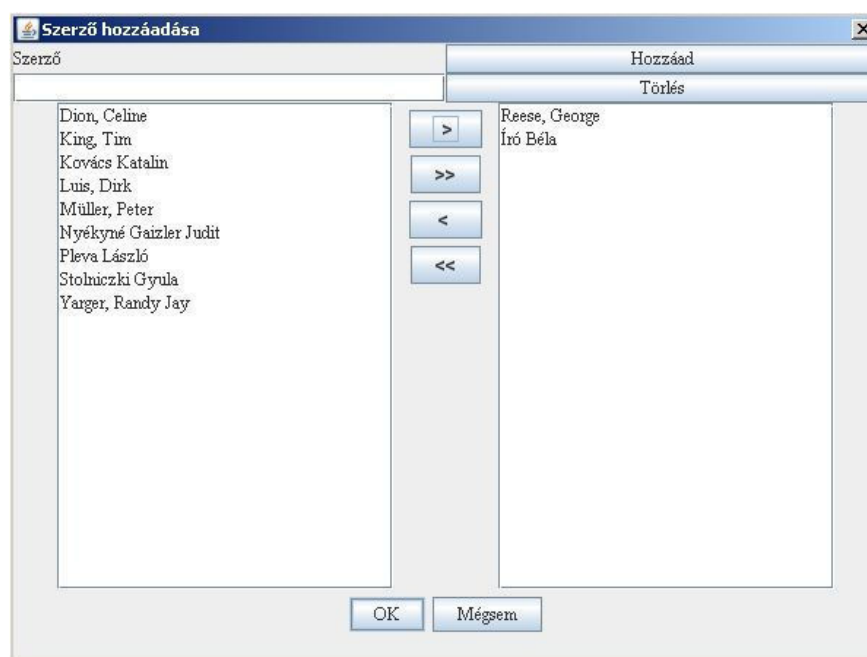 Szerző hozzáadása
Szerző
Hozzáad
Törlés
Dion, Celine
King, Tim
Kovács Katalin
Luis, Dirk
Müller, Peter
Nyékyné Gaizler Judit
Pleva László
Stolniczki Gyula
Yarger, Randy Jay
>
>>
<
<<
Reese, George
Író Béla
OK
Mégsem